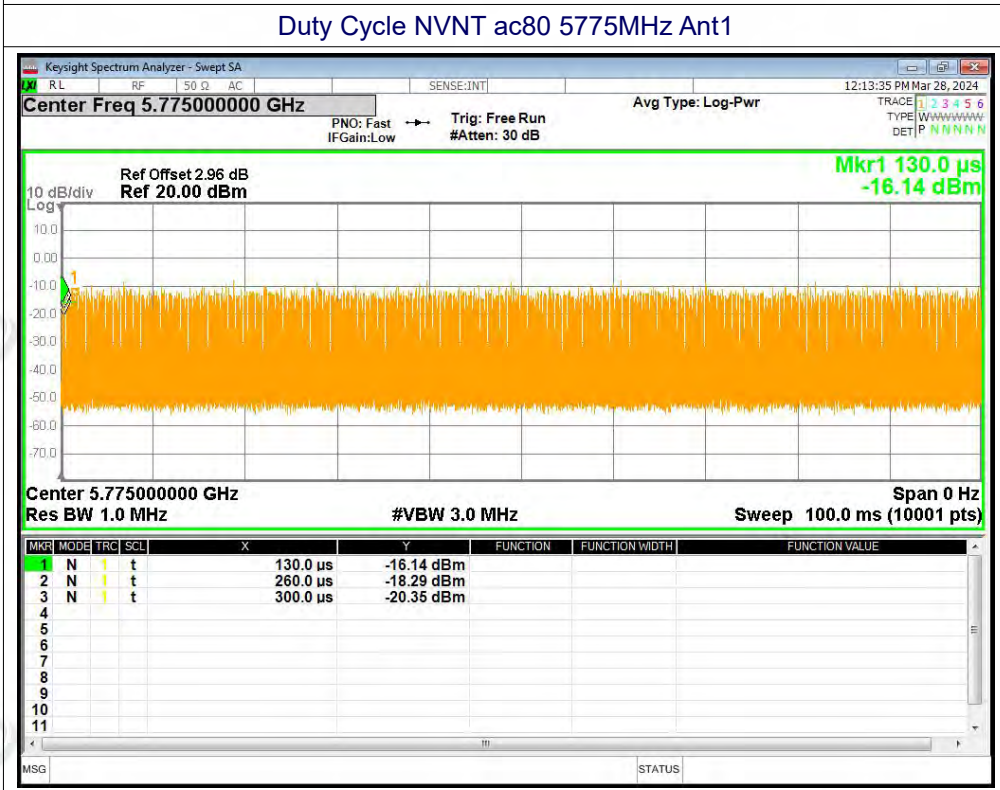 Duty Cycle NVNT ac80 5775MHz Ant1
Keysight Spectrum Analyzer - Swept SA
LXI RL RF 50 Ω AC SENSE:INT 12:13:35 PM Mar 28, 2024
Center Freq 5.775000000 GHz Avg Type: Log-Pwr TRACE 1 2 3 4 5 6
PNO: Fast Trig: Free Run TYPE WWWWWW
IFGain:Low #Atten: 30 dB DET P N N N N N
Mkr1 130.0 µs
Ref Offset 2.96 dB
10 dB/div Ref 20.00 dBm -16.14 dBm
Log
10.0
0.00
1
-10.0
-20.0
-30.0
-40.0
-50.0
-60.0
-70.0
Center 5.775000000 GHz Span 0 Hz
Res BW 1.0 MHz #VBW 3.0 MHz Sweep 100.0 ms (10001 pts)
MKR MODE TRC SCL X Y FUNCTION FUNCTION WIDTH FUNCTION VALUE
1 N 1 t 130.0 µs -16.14 dBm
2 N 1 t 260.0 µs -18.29 dBm
3 N 1 t 300.0 µs -20.35 dBm
4
5
6
7
8
9
10
11
MSG STATUS